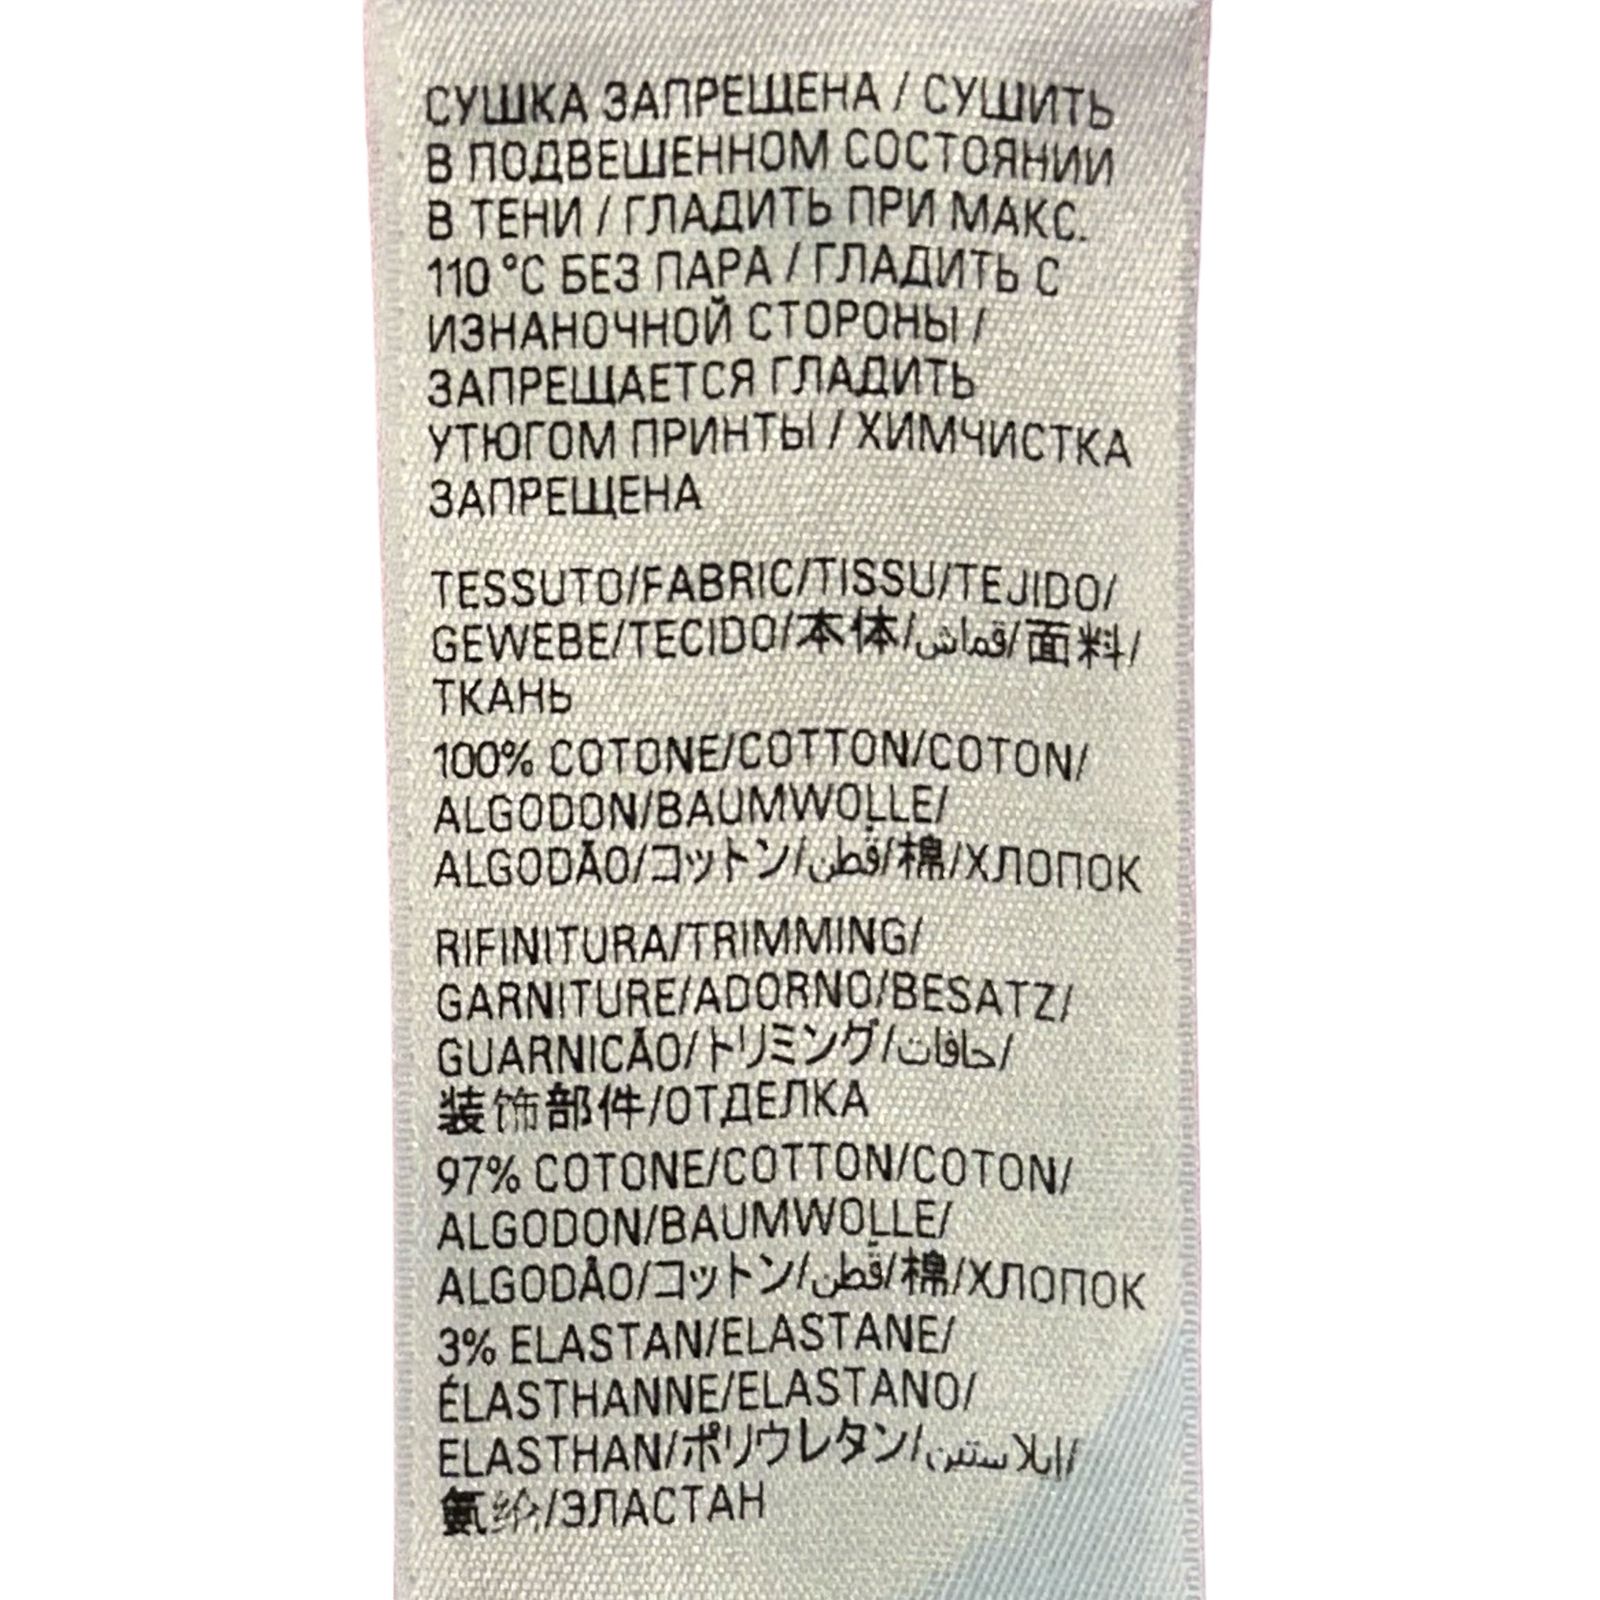 СУШКА ЗАПРЕЩЕНА / СУШИТЬ
В ПОДВЕШЕННОМ СОСТОЯНИИ
В ТЕНИ / ГЛАДИТЬ ПРИ МАКС.
110 °C БЕЗ ПАРА / ГЛАДИТЬ С
ИЗНАНОЧНОЙ СТОРОНЫ /
ЗАПРЕЩАЕТСЯ ГЛАДИТЬ
УТЮГОМ ПРИНТЫ / ХИМЧИСТКА
ЗАПРЕЩЕНА
TESSUTO/FABRIC/TISSU/TEJIDO/
GEWEBE/TECIDO/本体/قماش/面料/
ТКАНЬ
100% COTONE/COTTON/COTON/
ALGODON/BAUMWOLLE/
ALGODÃO/コットン/قطن/棉/ХЛОПОК
RIFINITURA/TRIMMING/
GARNITURE/ADORNO/BESATZ/
GUARNICÃO/トリミング/حافات/
装饰部件/ОТДЕЛКА
97% COTONE/COTTON/COTON/
ALGODON/BAUMWOLLE/
ALGODÃO/コットン/قطن/棉/ХЛОПОК
3% ELASTAN/ELASTANE/
ÉLASTHANNE/ELASTANO/
ELASTHAN/ポリウレタン/ايلاستين/
氨纶/ЭЛАСТАН